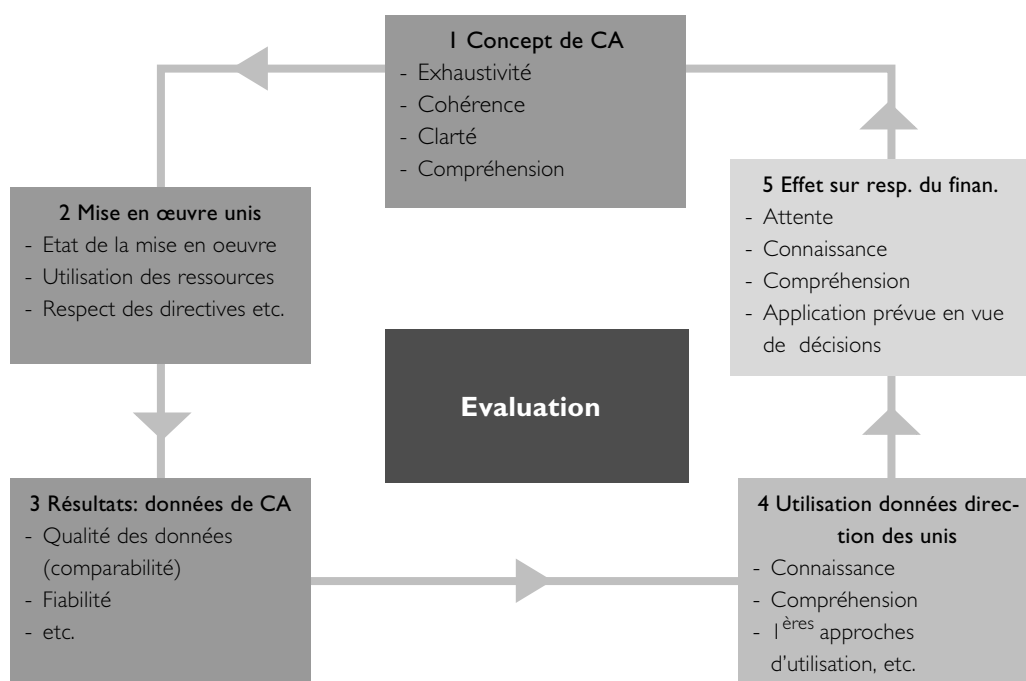 1 Concept de CA
- Exhaustivité
- Cohérence
- Clarté
- Compréhension
2 Mise en œuvre unis
- Etat de la mise en oeuvre
- Utilisation des ressources
- Respect des directives etc.
Evaluation
3 Résultats: données de CA
- Qualité des données
(comparabilité)
- Fiabilité
- etc.
4 Utilisation données direc-
tion des unis
- Connaissance
- Compréhension
- 1ères approches
d'utilisation, etc.
5 Effet sur resp. du finan.
- Attente
- Connaissance
- Compréhension
- Application prévue en vue
de décisions